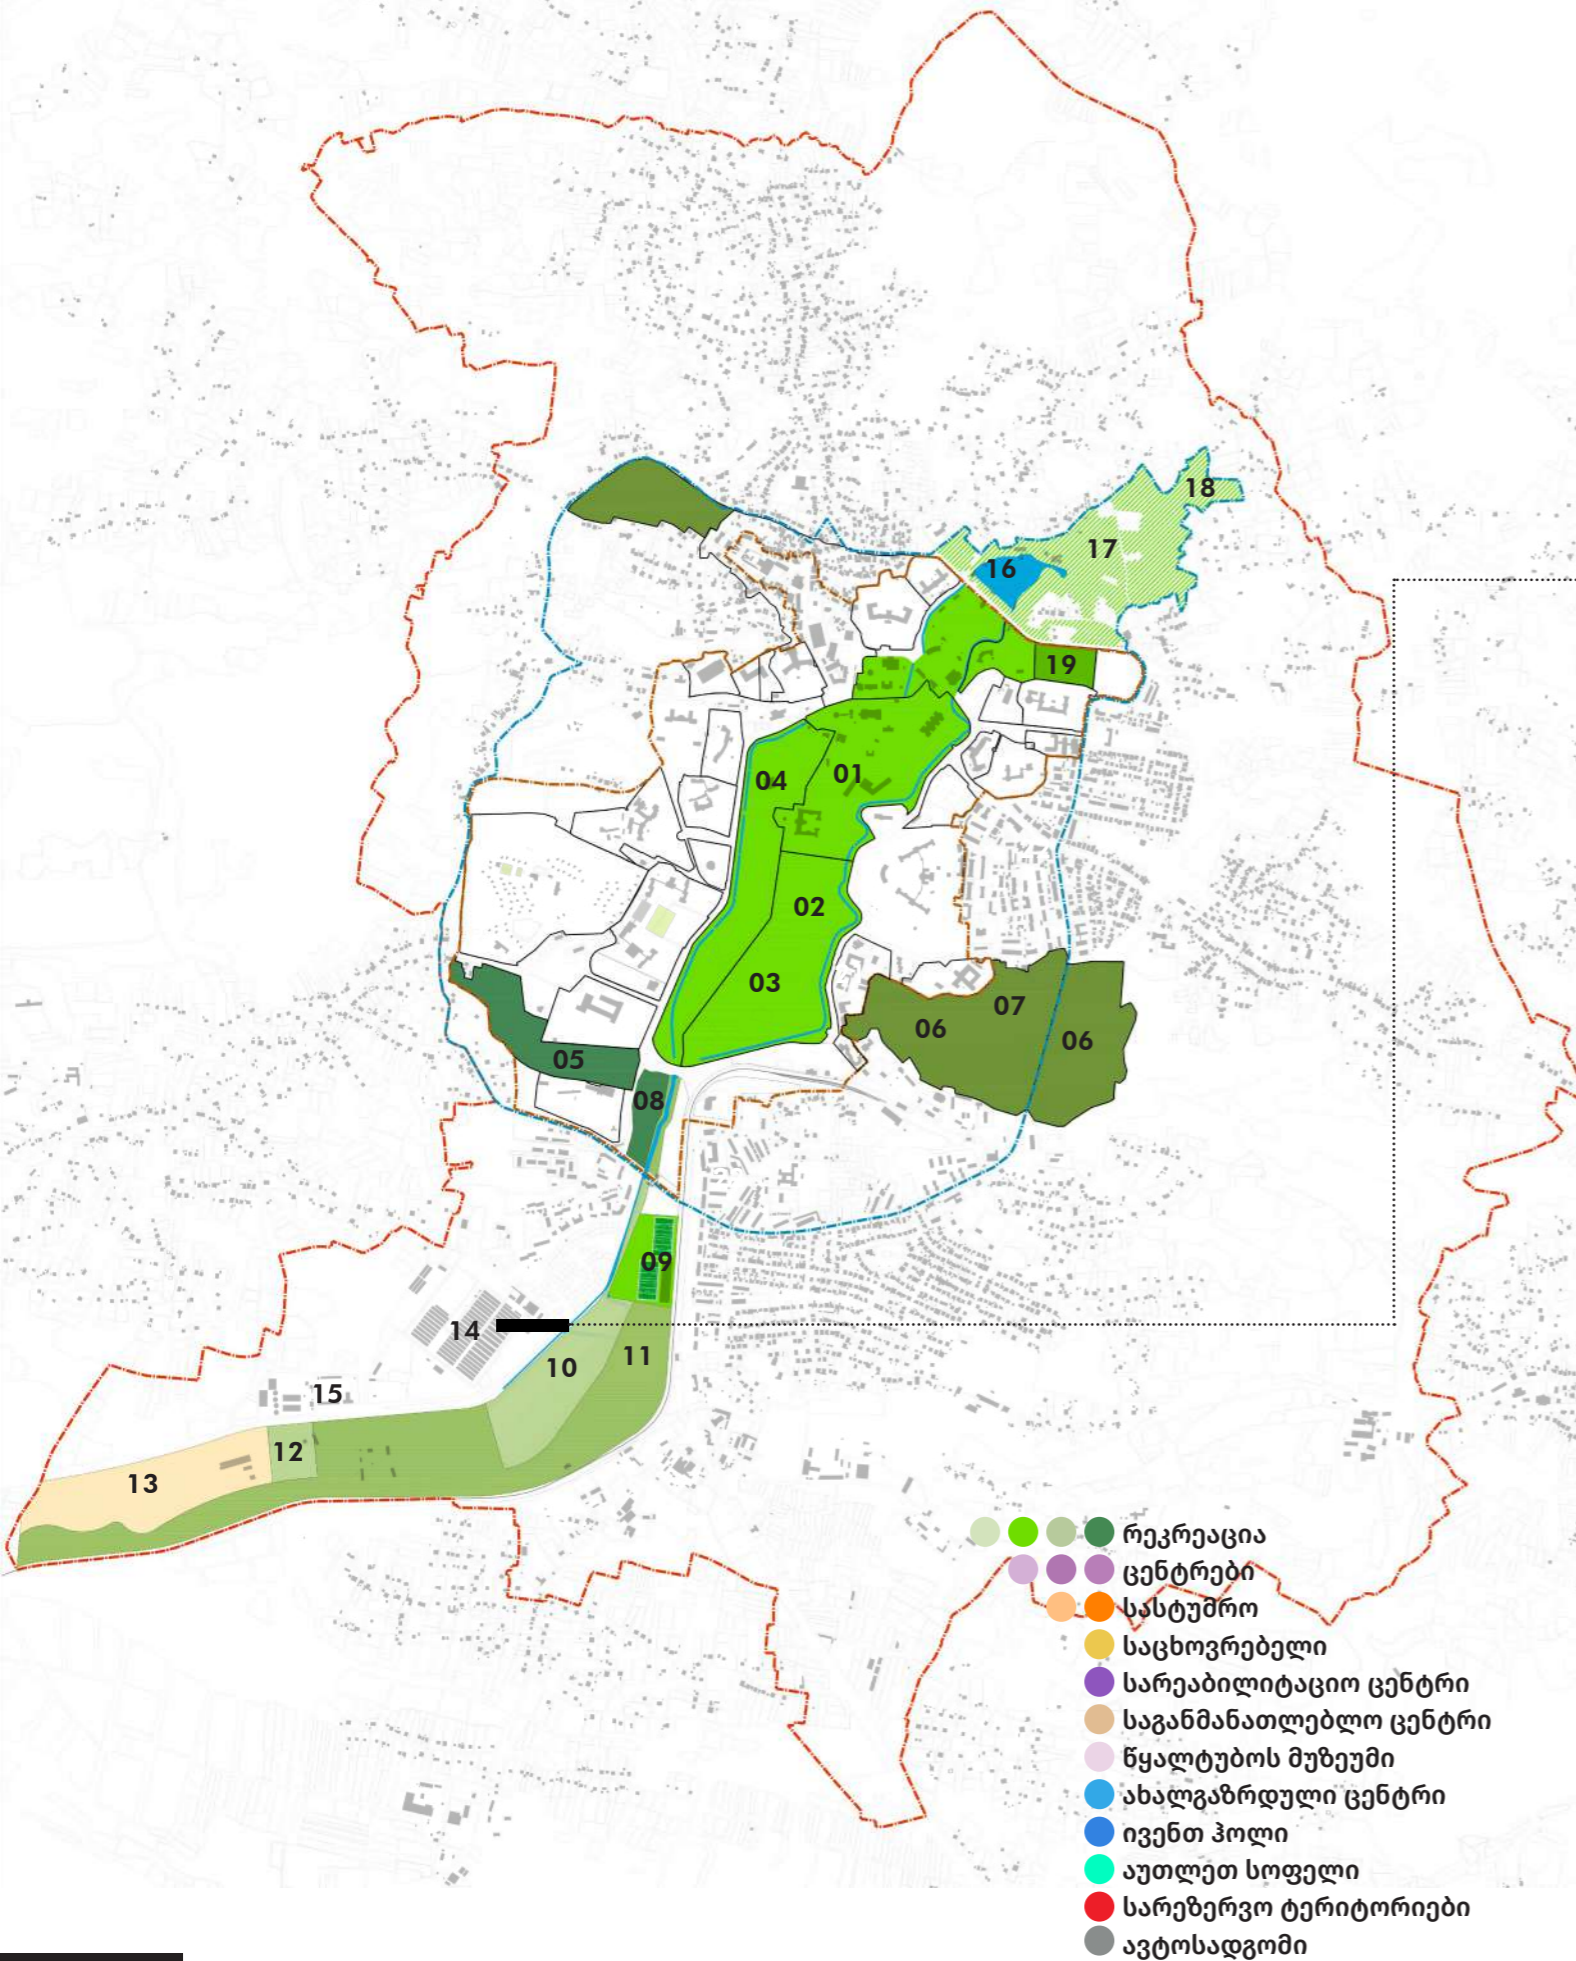 18
17
16
19
04
01
02
03
07
06
06
05
08
09
14
11
10
15
12
13
რეკრეაცია
ცენტრები
სასტუმრო
საცხოვრებელი
სარეაბილიტაციო ცენტრი
საგანმანათლებლო ცენტრი
წყალტუბოს მუზეუმი
ახალგაზრდული ცენტრი
ივენთ ჰოლი
აუთლეთ სოფელი
სარეზერვო ტერიტორიები
ავტოსადგომი